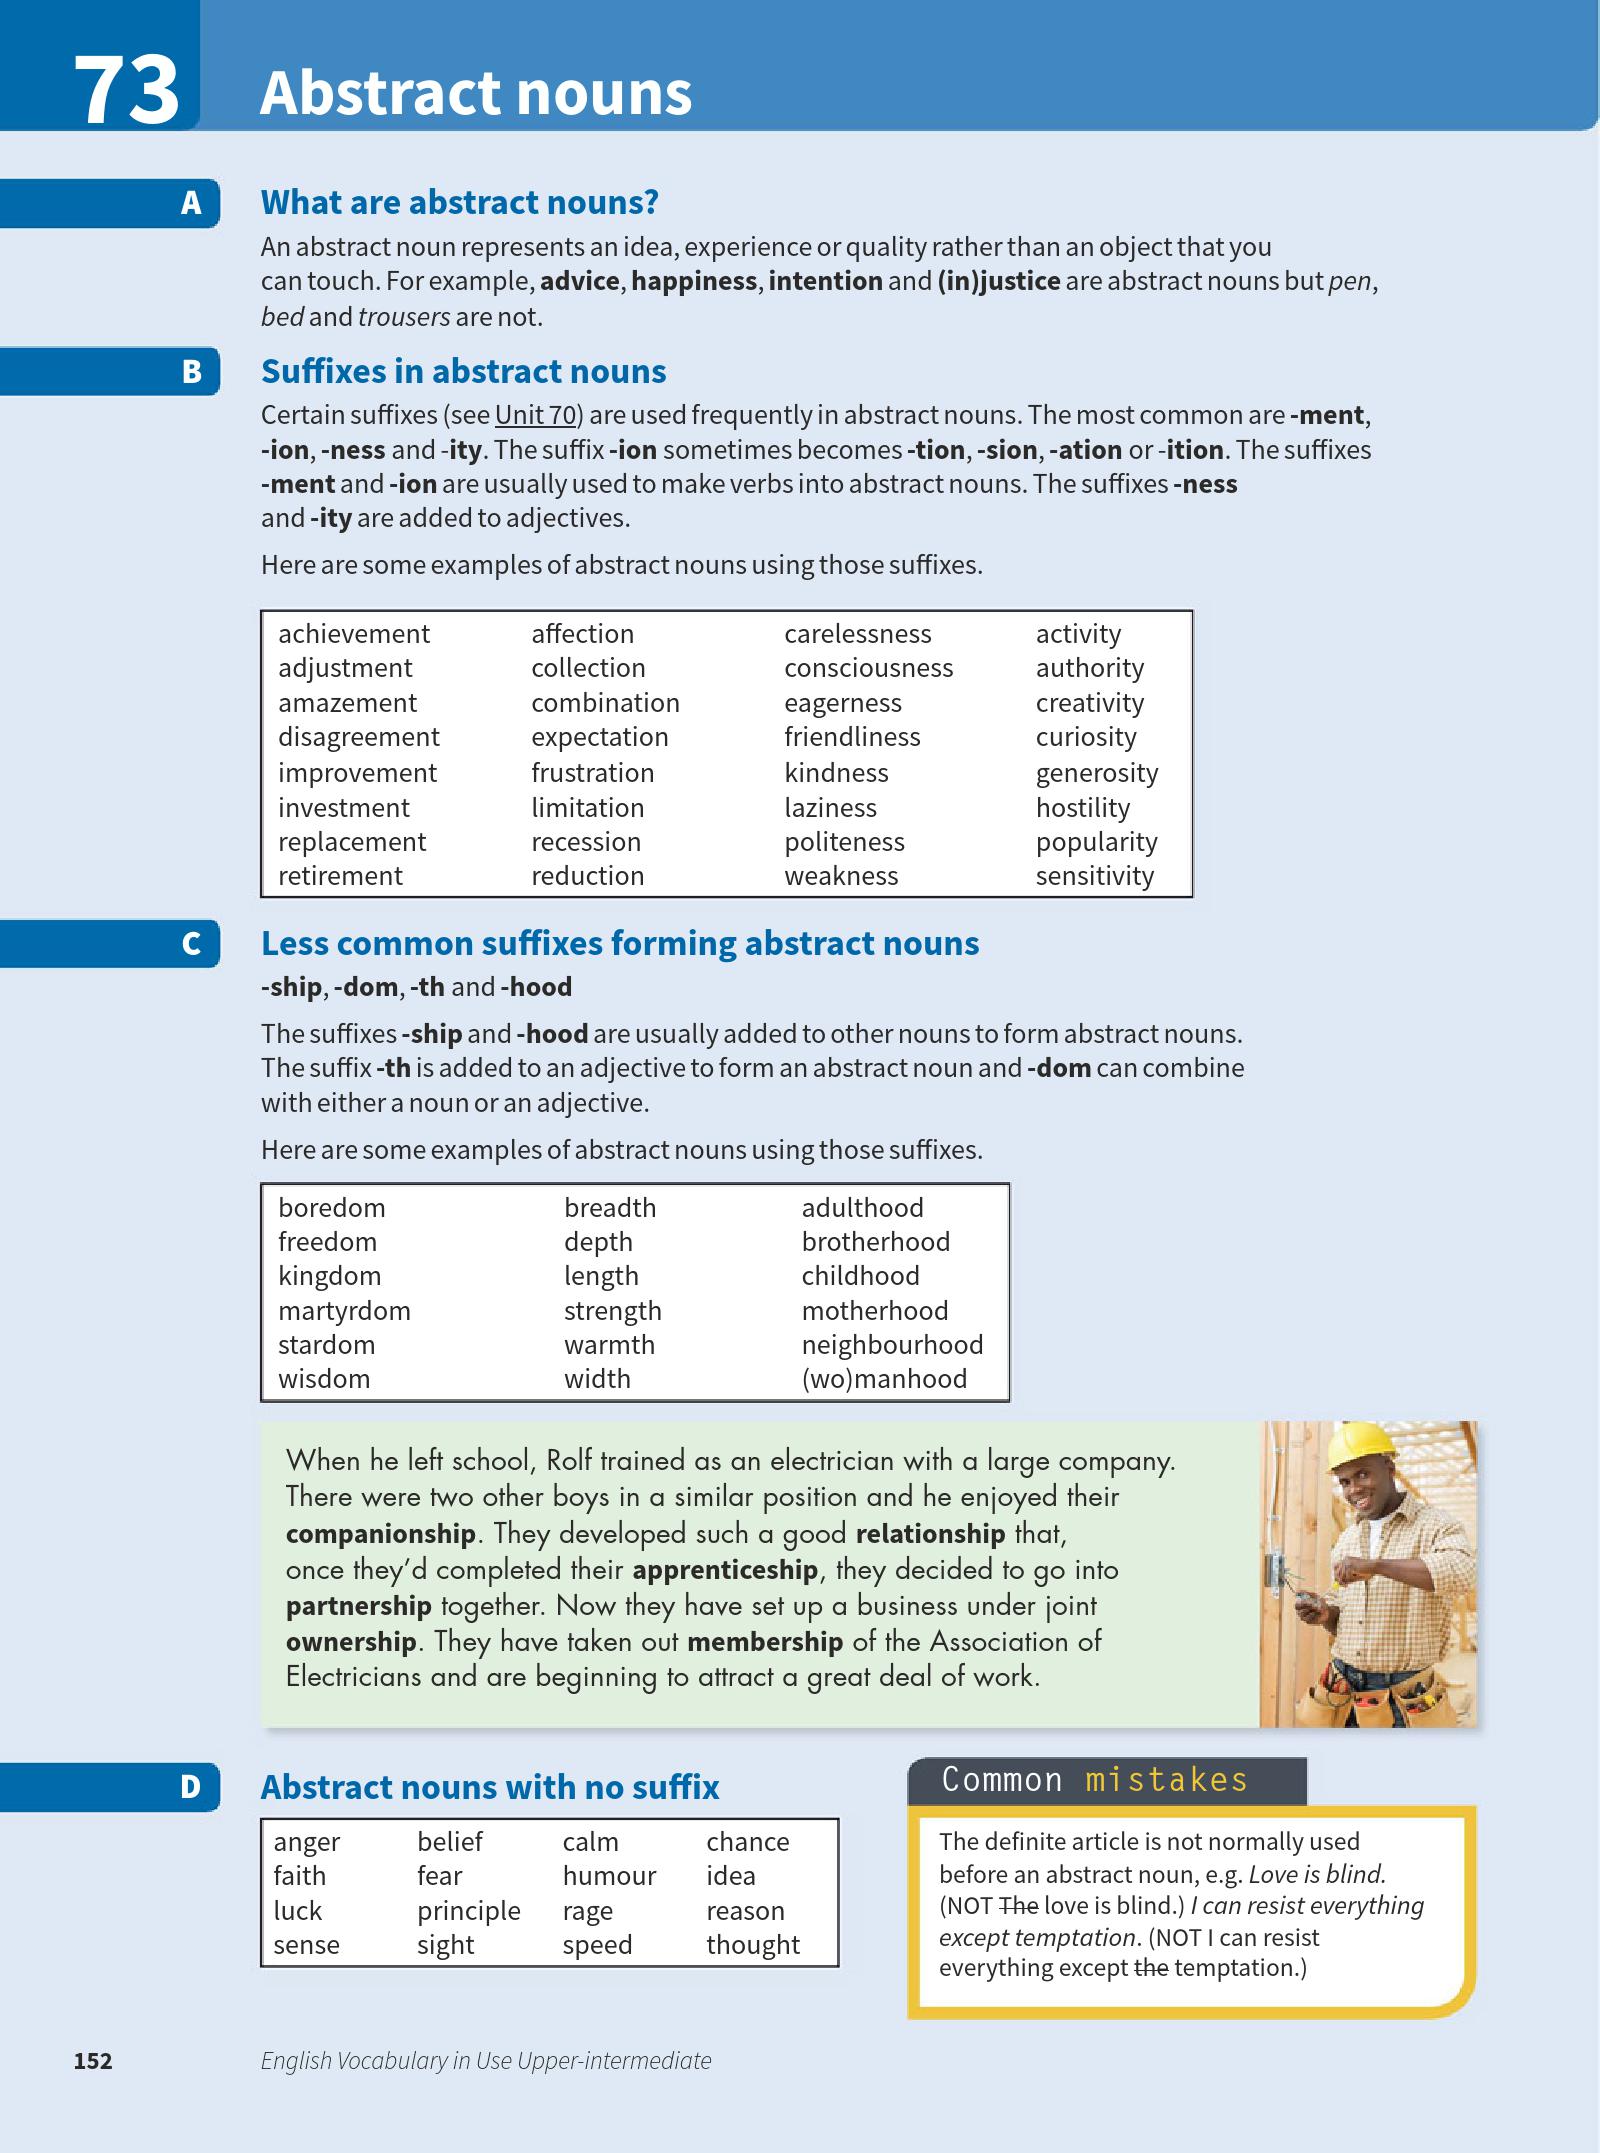 73
Abstract nouns
A
What are abstract nouns?
An abstract noun represents an idea, experience or quality rather than an object that you
can touch. For example, advice, happiness, intention and (in)justice are abstract nouns but pen,
bed and trousers are not.
B
Suffixes in abstract nouns
Certain suffixes (see Unit 70) are used frequently in abstract nouns. The most common are -ment,
-ion, -ness and -ity. The suffix -ion sometimes becomes -tion, -sion, -ation or -ition. The suffixes
-ment and -ion are usually used to make verbs into abstract nouns. The suffixes -ness
and -ity are added to adjectives.
Here are some examples of abstract nouns using those suffixes.
achievement affection carelessness activity
adjustment collection consciousness authority
amazement combination eagerness creativity
disagreement expectation friendliness curiosity
improvement frustration kindness generosity
investment limitation laziness hostility
replacement recession politeness popularity
retirement reduction weakness sensitivity
C
Less common suffixes forming abstract nouns
-ship, -dom, -th and -hood
The suffixes -ship and -hood are usually added to other nouns to form abstract nouns.
The suffix -th is added to an adjective to form an abstract noun and -dom can combine
with either a noun or an adjective.
Here are some examples of abstract nouns using those suffixes.
boredom breadth adulthood
freedom depth brotherhood
kingdom length childhood
martyrdom strength motherhood
stardom warmth neighbourhood
wisdom width (wo)manhood
When he left school, Rolf trained as an electrician with a large company.
There were two other boys in a similar position and he enjoyed their
companionship. They developed such a good relationship that,
once they’d completed their apprenticeship, they decided to go into
partnership together. Now they have set up a business under joint
ownership. They have taken out membership of the Association of
Electricians and are beginning to attract a great deal of work.
D
Abstract nouns with no suffix
anger belief calm chance
faith fear humour idea
luck principle rage reason
sense sight speed thought
Common mistakes
The definite article is not normally used
before an abstract noun, e.g. Love is blind.
(NOT The love is blind.) I can resist everything
except temptation. (NOT I can resist
everything except the temptation.)
152
English Vocabulary in Use Upper-intermediate